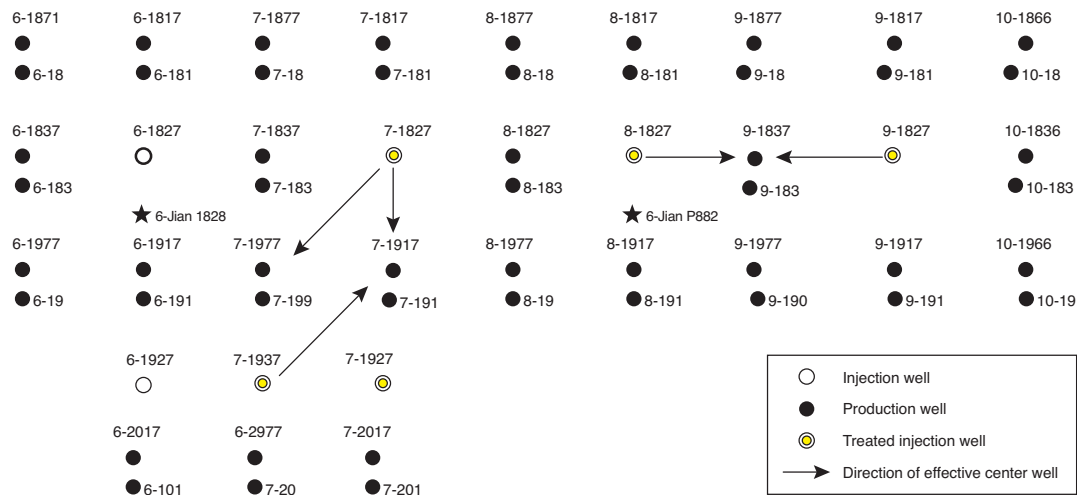 6-1871 6-1817 7-1877 7-1817 8-1877 8-1817 9-1877 9-1817 10-1866
6-18 6-181 7-18 7-181 8-18 8-181 9-18 9-181 10-18
6-1837 6-1827 7-1837 7-1827 8-1827 8-1827 9-1837 9-1827 10-1836
6-183 7-183 8-183 9-183 10-183
6-Jian 1828 6-Jian P882
6-1977 6-1917 7-1977 7-1917 8-1977 8-1917 9-1977 9-1917 10-1966
6-19 6-191 7-199 7-191 8-19 8-191 9-190 9-191 10-19
6-1927 7-1937 7-1927
Injection well
Production well
Treated injection well
Direction of effective center well
6-2017 6-2977 7-2017
6-101 7-20 7-201